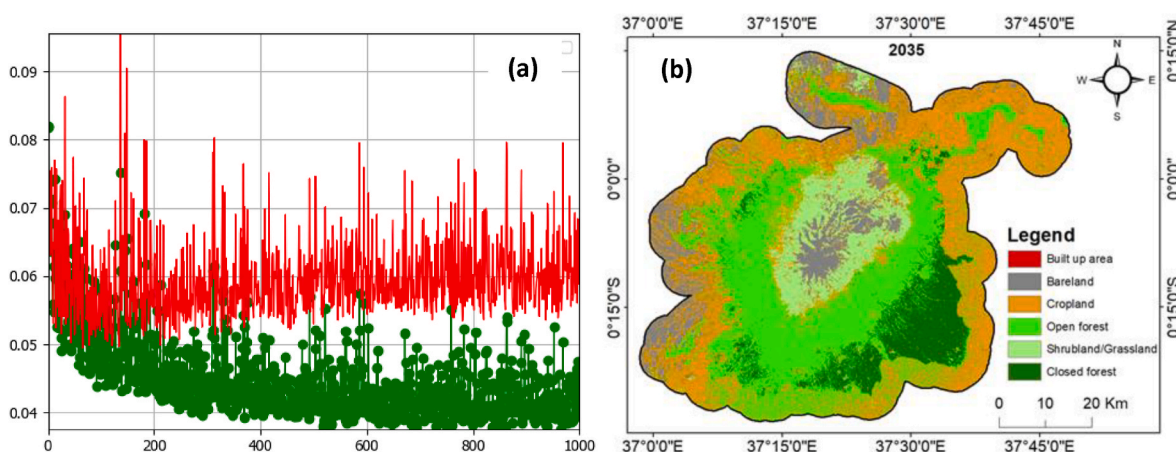 (a)
0.09
0.08
0.07
0.06
0.05
0.04
0 200 400 600 800 1000
37°0'0"E 37°15'0"E 37°30'0"E 37°45'0"E
(b)
2035
N
W E
S
0°15'0"N
0°0'0"
0°15'0"S
0°0'0"
0°15'0"S
Legend
Built up area
Bareland
Cropland
Open forest
Shrubland/Grassland
Closed forest
0 10 20 Km
37°0'0"E 37°15'0"E 37°30'0"E 37°45'0"E